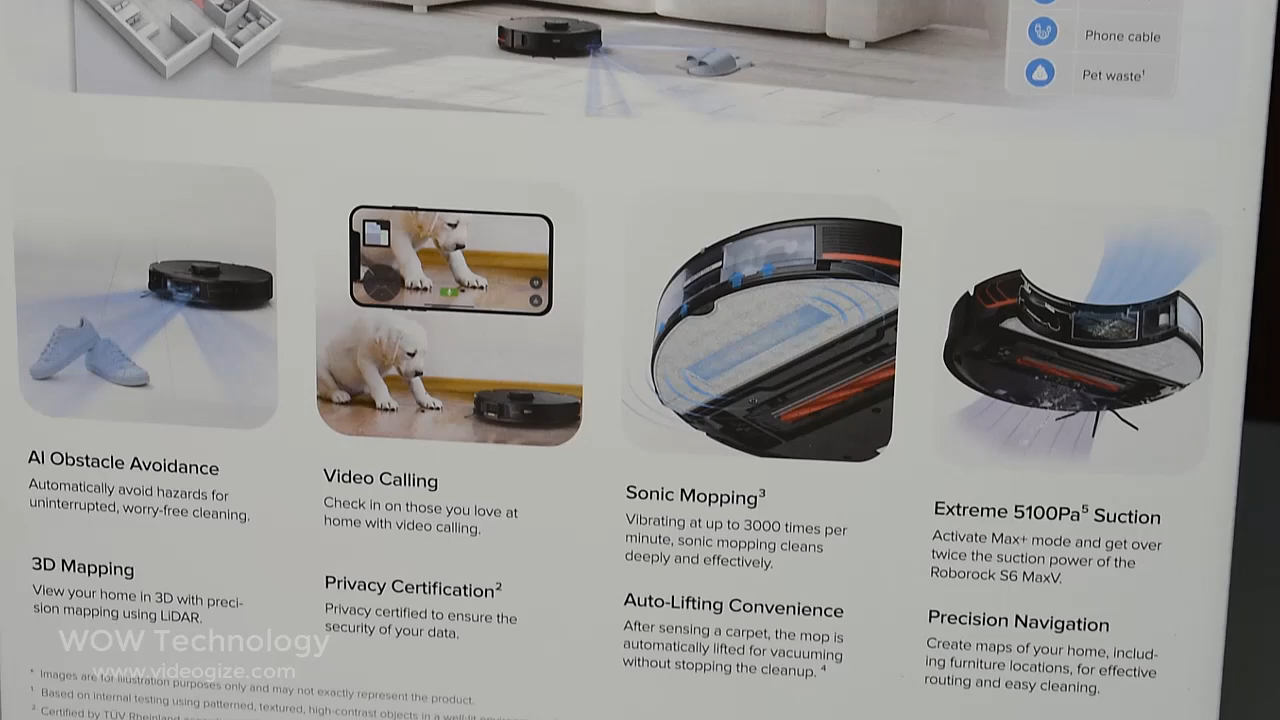 Phone cable
Pet waste¹
AI Obstacle Avoidance
Automatically avoid hazards for
uninterrupted, worry-free cleaning.
3D Mapping
View your home in 3D with preci-
sion mapping using LiDAR.
Video Calling
Check in on those you love at
home with video calling.
Privacy Certification²
Privacy certified to ensure the
security of your data.
Sonic Mopping³
Vibrating at up to 3000 times per
minute, sonic mopping cleans
deeply and effectively.
Auto-Lifting Convenience
After sensing a carpet, the mop is
automatically lifted for vacuuming
without stopping the cleanup. ⁴
Extreme 5100Pa⁵ Suction
Activate Max+ mode and get over
twice the suction power of the
Roborock S6 MaxV.
Precision Navigation
Create maps of your home, includ-
ing furniture locations, for effective
routing and easy cleaning.
WOW Technology
www.videogize.com
* Images are for illustration purposes only and may not exactly represent the product.
¹ Based on internal testing using patterned, textured, high-contrast objects in a well-lit
² Certified by TÜV Rheinland